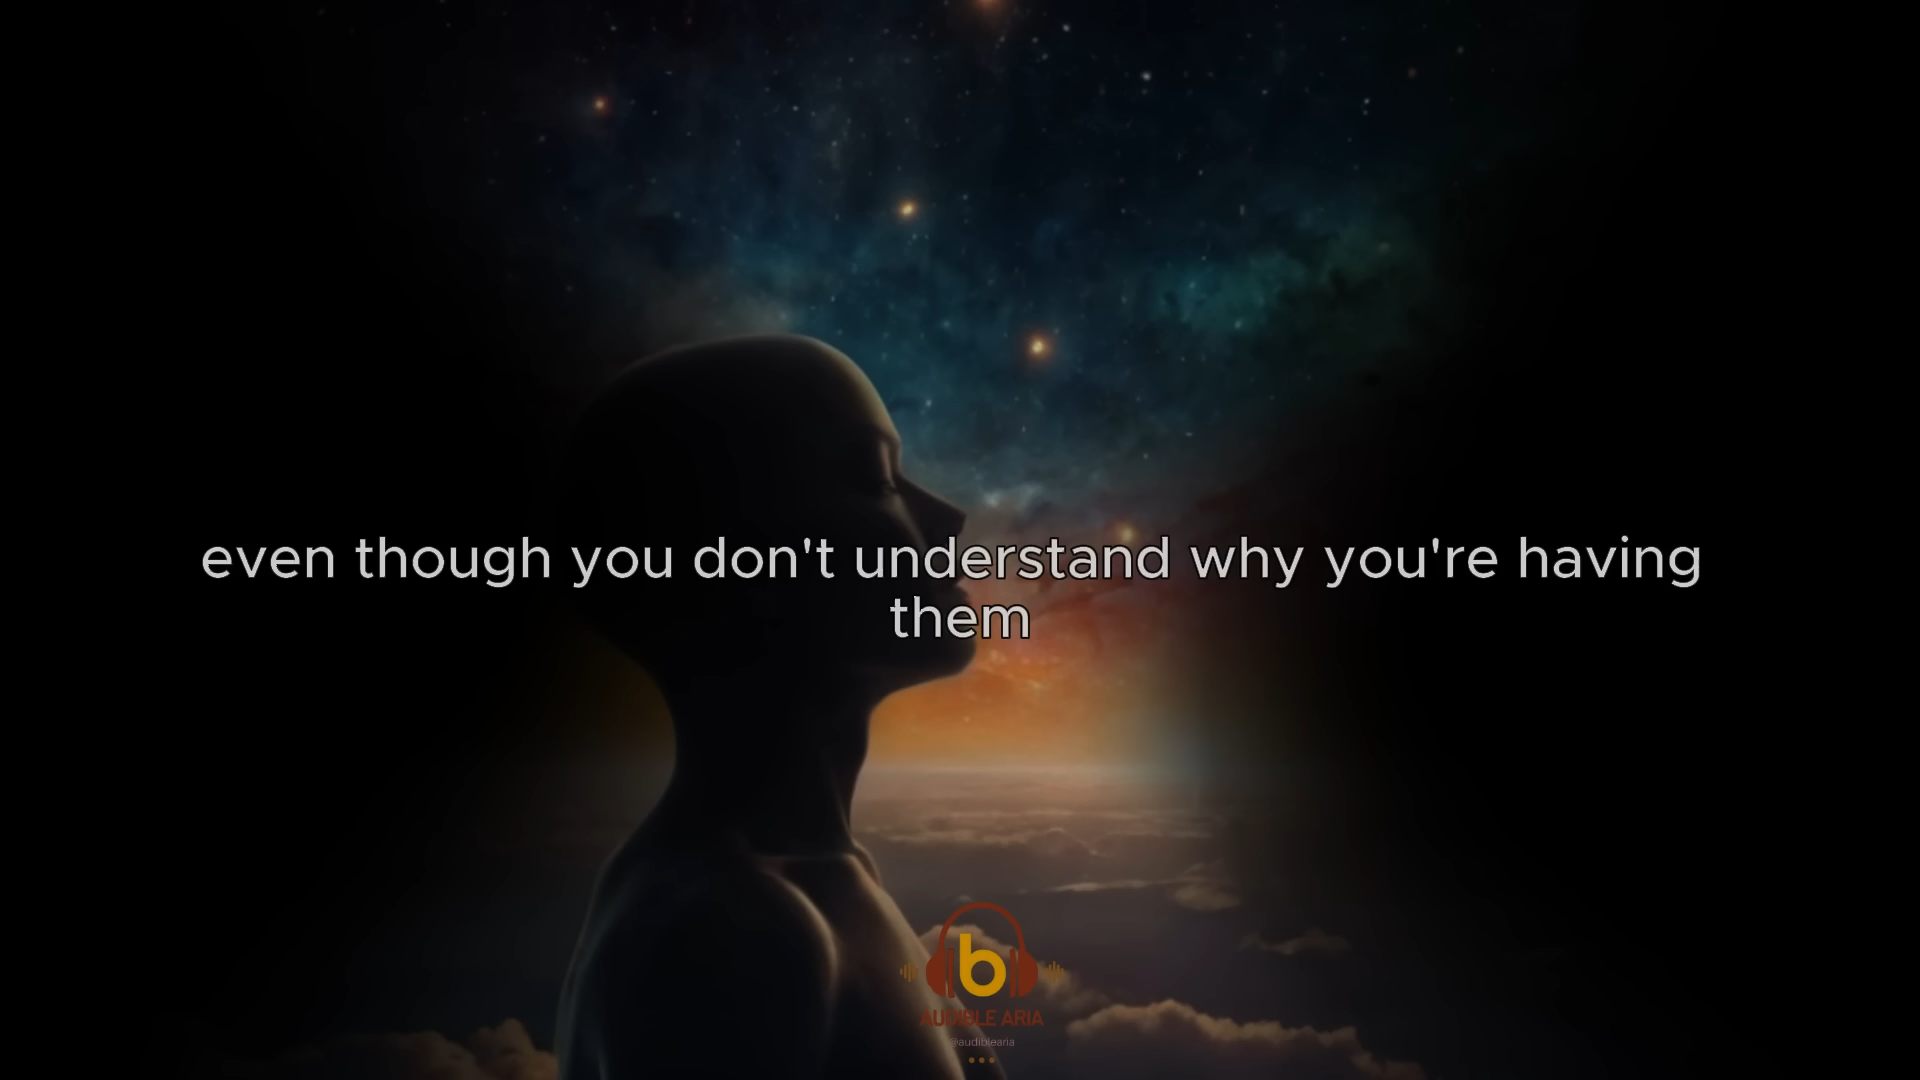 even though you don't understand why you're having
them
b
AUDIBLE ARIA
@audiblearia